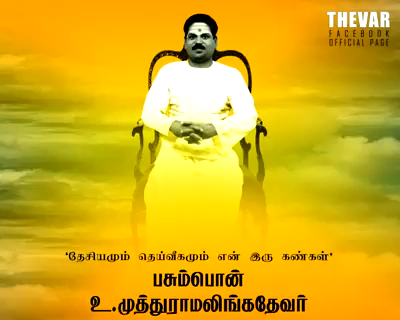 THEVAR
FACEBOOK
OFFICIAL PAGE
'தேசியமும் தெய்வீகமும் என் இரு கண்கள்'
பசும்பொன்
உ.முத்துராமலிங்கதேவர்